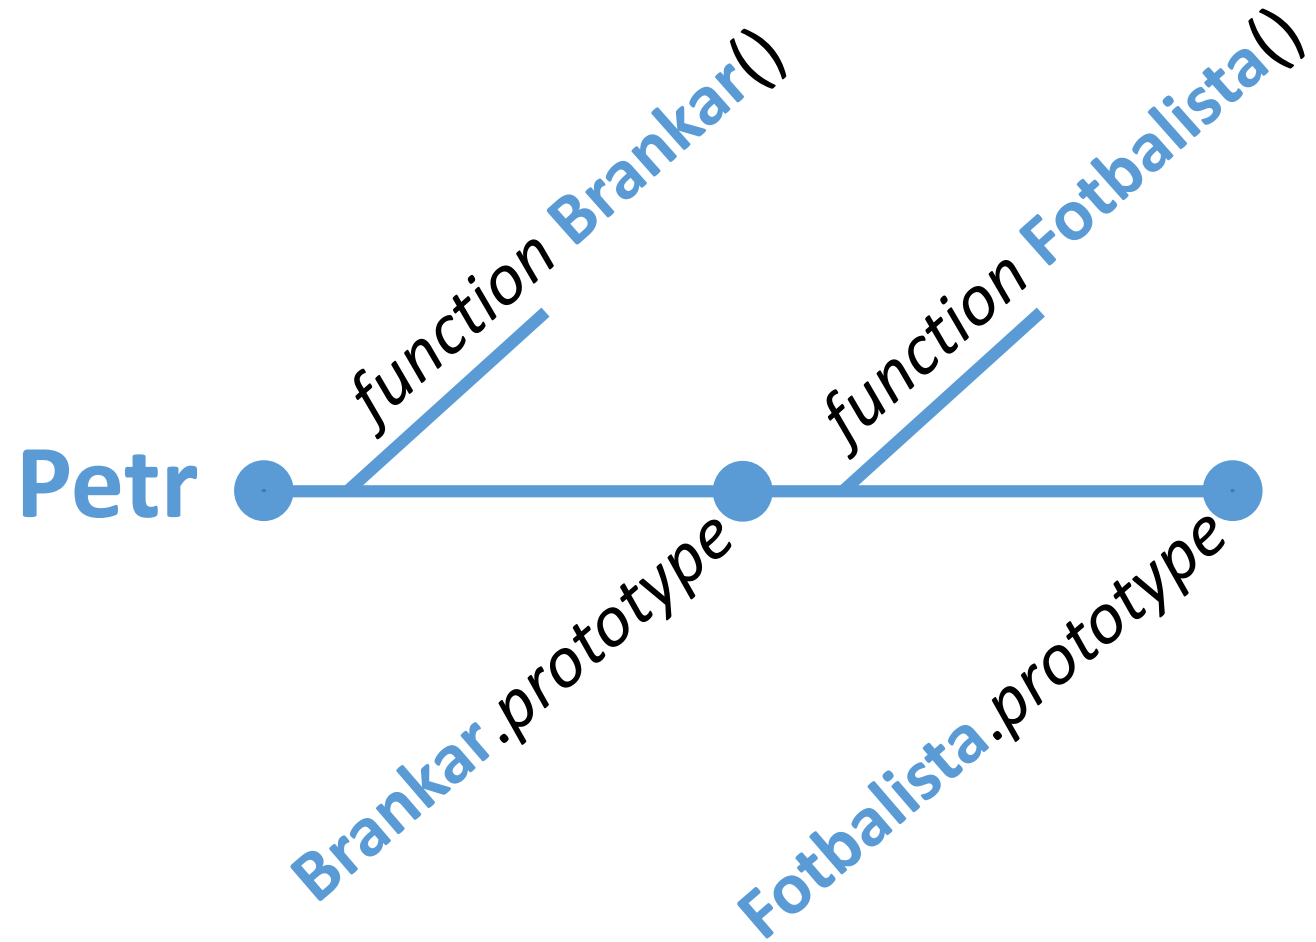 function Brankar()
function Fotbalista()
Petr
Brankar.prototype
Fotbalista.prototype